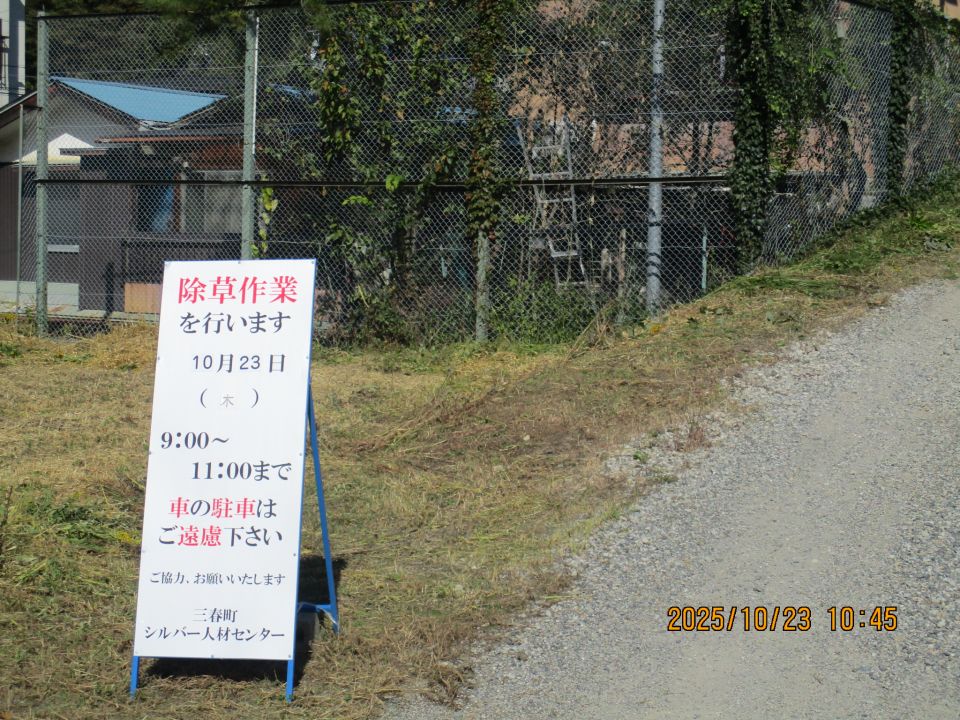 除草作業
を行います
10月23日
(木)
9:00～
11:00まで
車の駐車は
ご遠慮下さい
ご協力、お願いいたします
三春町
シルバー人材センター
2025/10/23 10:45